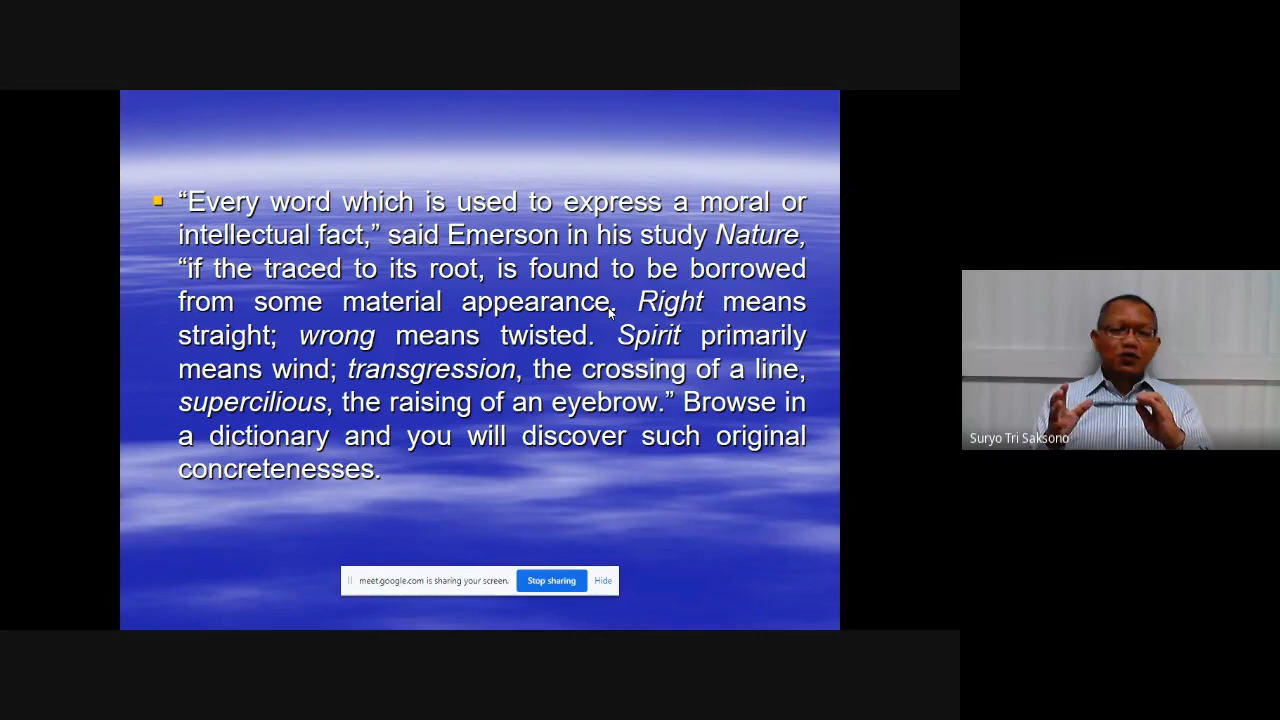 “Every word which is used to express a moral or
intellectual fact,” said Emerson in his study Nature,
“if the traced to its root, is found to be borrowed
from some material appearance. Right means
straight; wrong means twisted. Spirit primarily
means wind; transgression, the crossing of a line,
supercilious, the raising of an eyebrow.” Browse in
a dictionary and you will discover such original
concretenesses.
Suryo Tri Saksono
meet.google.com is sharing your screen. Stop sharing Hide